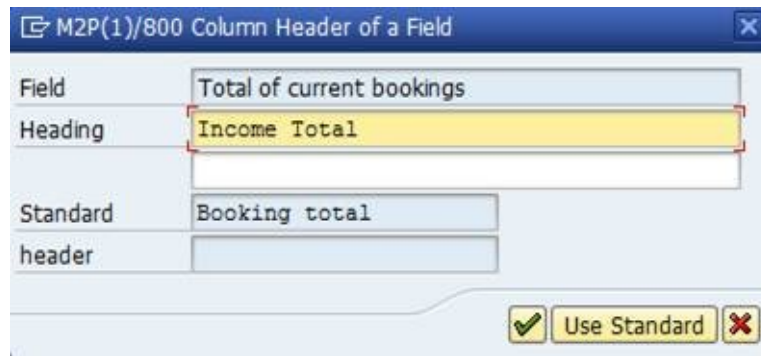 M2P(1)/800 Column Header of a Field
Field Total of current bookings
Heading Income Total
Standard Booking total
header
Use Standard